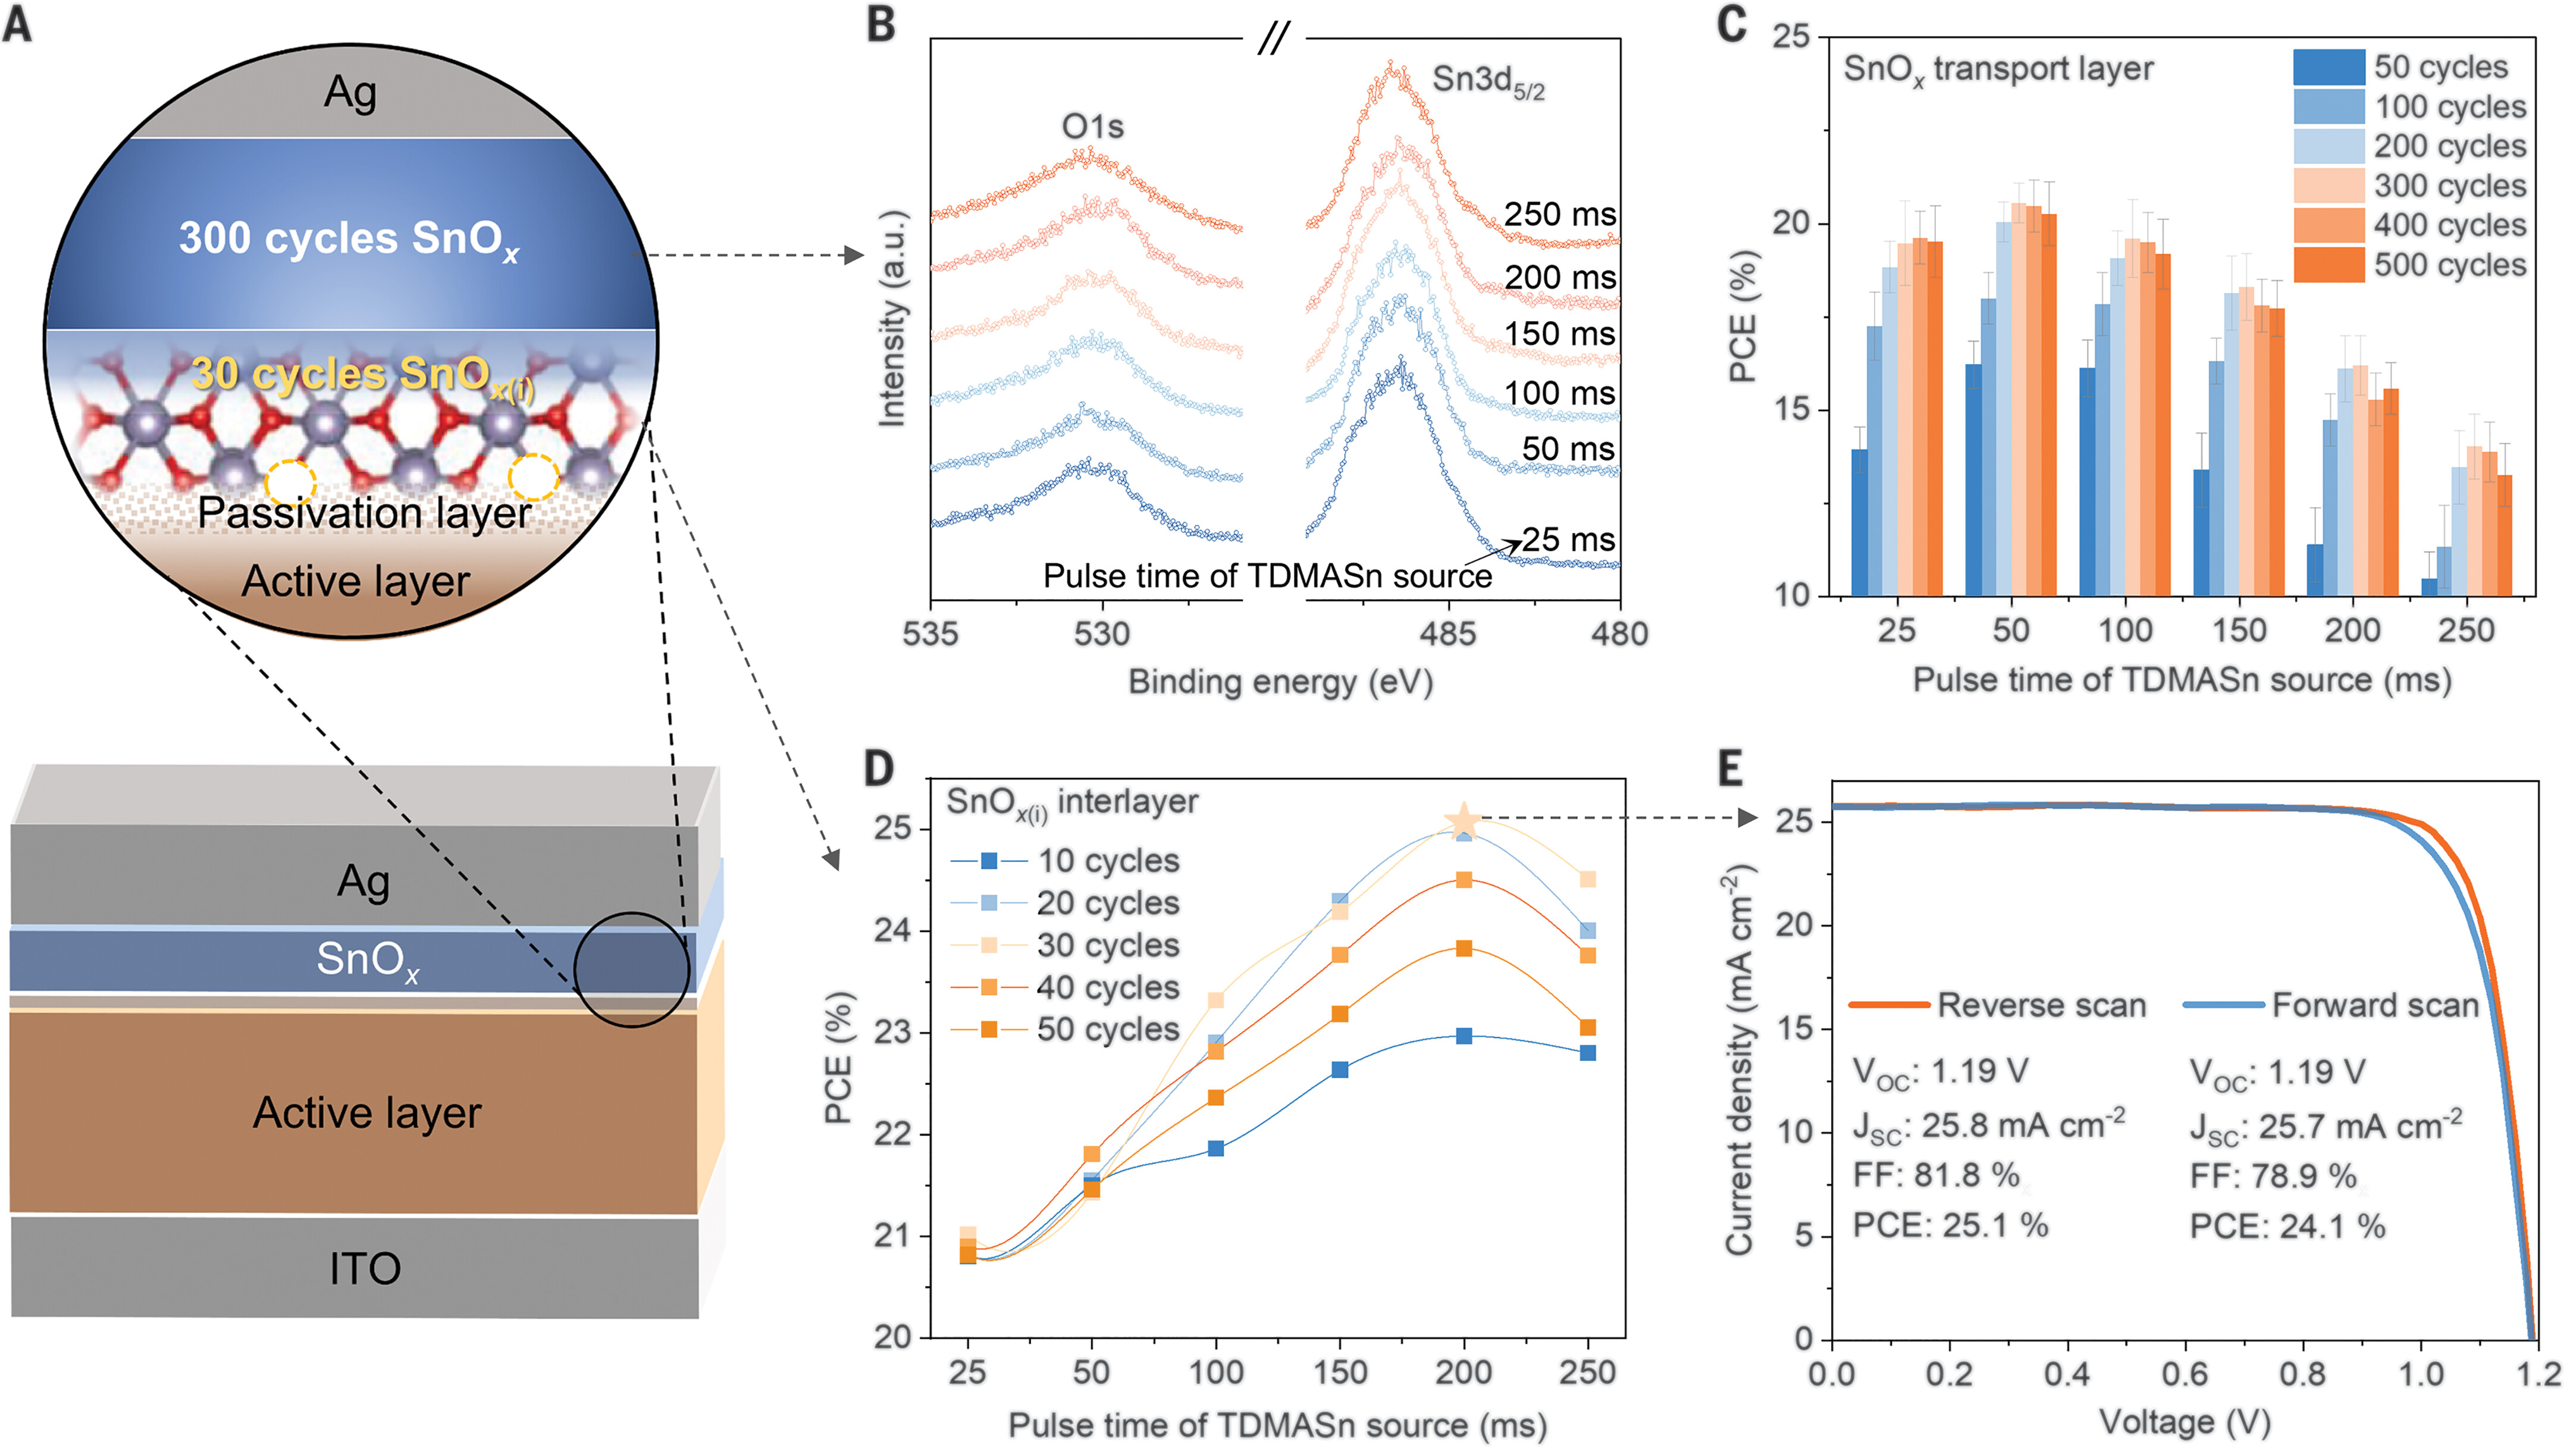 A
Ag
300 cycles SnOx
30 cycles SnOx(i)
Passivation layer
Active layer
Ag
SnOx
Active layer
ITO
B
//
O1s
Sn3d5/2
250 ms
200 ms
150 ms
100 ms
50 ms
25 ms
Pulse time of TDMASn source
Intensity (a.u.)
535 530 485 480
Binding energy (eV)
C
SnOx transport layer
50 cycles
100 cycles
200 cycles
300 cycles
400 cycles
500 cycles
PCE (%)
25
20
15
10
25 50 100 150 200 250
Pulse time of TDMASn source (ms)
D
SnOx(i) interlayer
10 cycles
20 cycles
30 cycles
40 cycles
50 cycles
PCE (%)
25
24
23
22
21
20
25 50 100 150 200 250
Pulse time of TDMASn source (ms)
E
Current density (mA cm-2)
25
20
15
10
5
0
Reverse scan Forward scan
VOC: 1.19 V VOC: 1.19 V
JSC: 25.8 mA cm-2 JSC: 25.7 mA cm-2
FF: 81.8 % FF: 78.9 %
PCE: 25.1 % PCE: 24.1 %
0.0 0.2 0.4 0.6 0.8 1.0 1.2
Voltage (V)